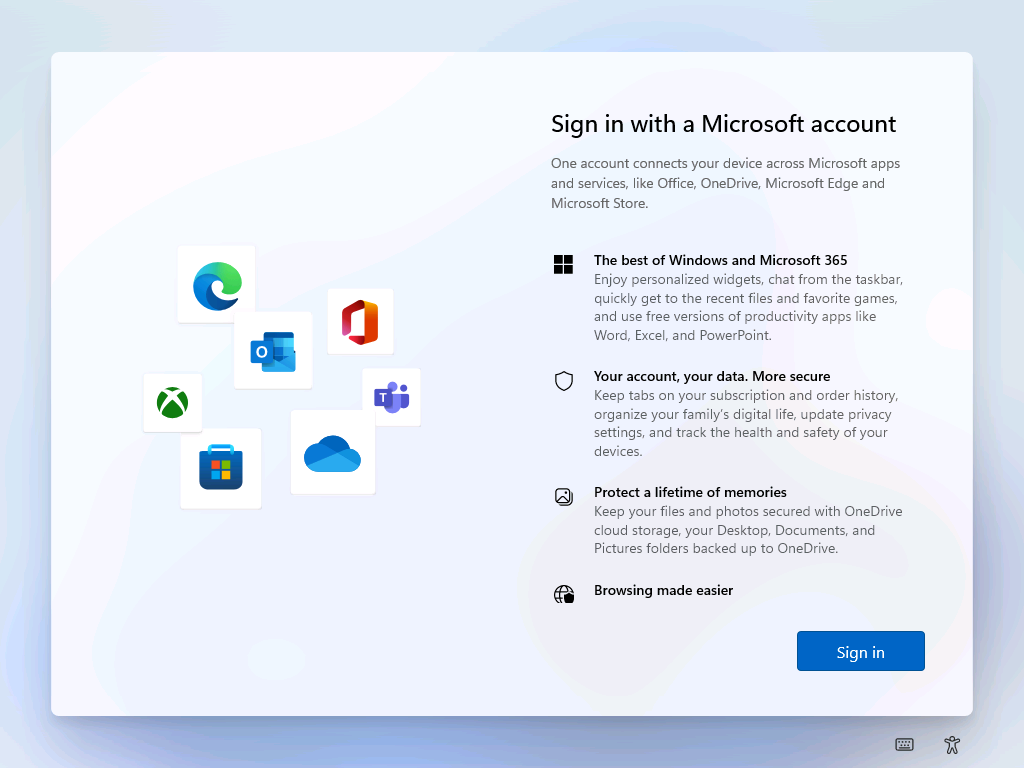 Sign in with a Microsoft account
One account connects your device across Microsoft apps
and services, like Office, OneDrive, Microsoft Edge and
Microsoft Store.
The best of Windows and Microsoft 365
Enjoy personalized widgets, chat from the taskbar,
quickly get to the recent files and favorite games,
and use free versions of productivity apps like
Word, Excel, and PowerPoint.
O
T
Your account, your data. More secure
Keep tabs on your subscription and order history,
organize your family's digital life, update privacy
settings, and track the health and safety of your
devices.
Protect a lifetime of memories
Keep your files and photos secured with OneDrive
cloud storage, your Desktop, Documents, and
Pictures folders backed up to OneDrive.
Browsing made easier
Sign in